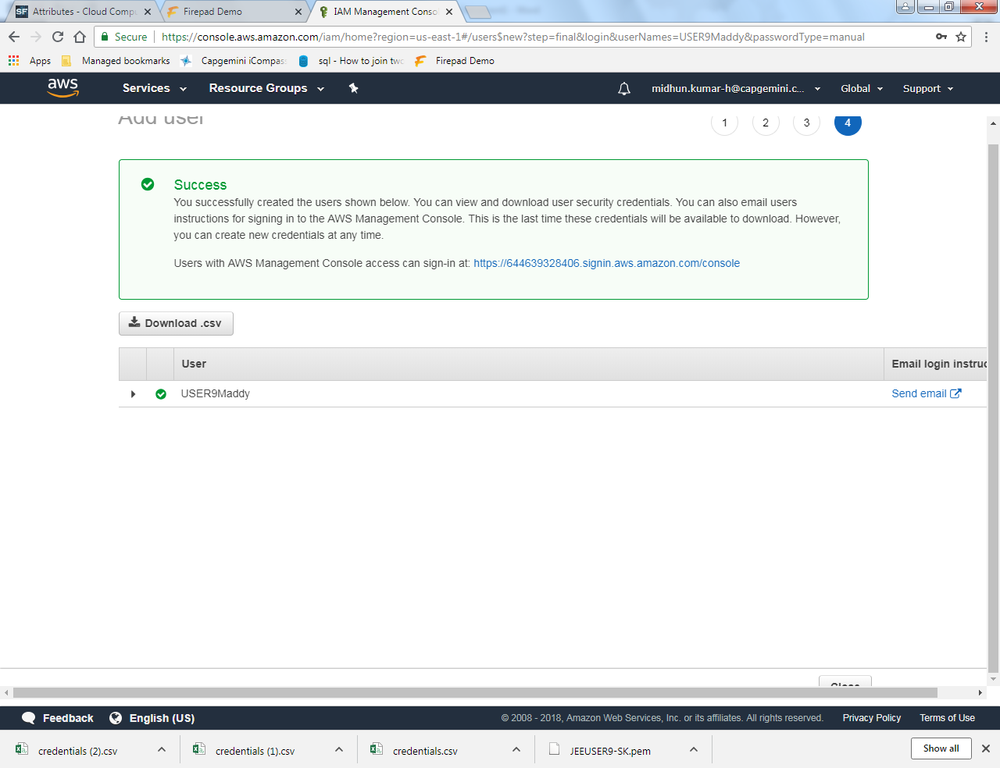 SF Attributes - Cloud Compu
Firepad Demo
IAM Management Conso
Secure
https://console.aws.amazon.com/iam/home?region=us-east-1#/users$new?step=final&login&userNames=USER9Maddy&passwordType=manual
Apps
Managed bookmarks
Capgemini iCompas
sql - How to join two
Firepad Demo
aws
Services
Resource Groups
midhun.kumar-h@capgemini.c...
Global
Support
Add user
1
2
3
4
Success
You successfully created the users shown below. You can view and download user security credentials. You can also email users
instructions for signing in to the AWS Management Console. This is the last time these credentials will be available to download. However,
you can create new credentials at any time.
Users with AWS Management Console access can sign-in at: https://644639328406.signin.aws.amazon.com/console
Download .csv
User
Email login instruc
USER9Maddy
Send email
Close
Feedback
English (US)
© 2008 - 2018, Amazon Web Services, Inc. or its affiliates. All rights reserved.
Privacy Policy
Terms of Use
credentials (2).csv
credentials (1).csv
credentials.csv
JEEUSER9-SK.pem
Show all